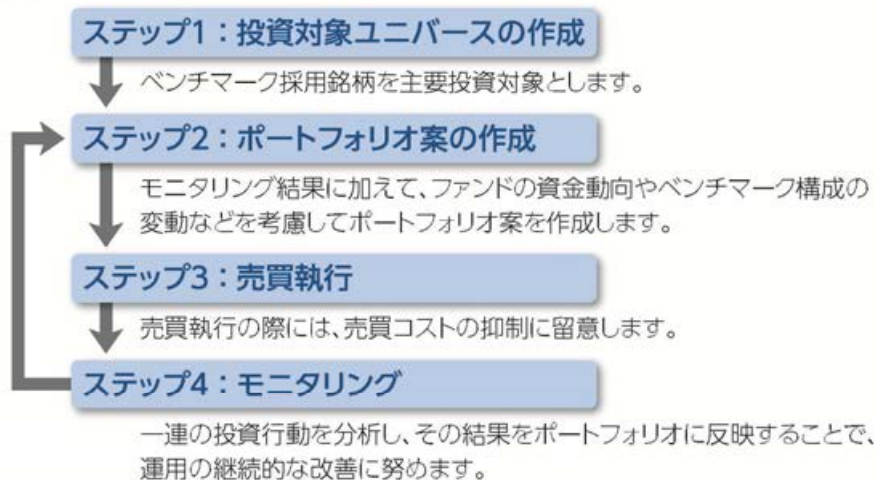 ステップ1：投資対象ユニバースの作成
ベンチマーク採用銘柄を主要投資対象とします。
ステップ2：ポートフォリオ案の作成
モニタリング結果に加えて、ファンドの資金動向やベンチマーク構成の
変動などを考慮してポートフォリオ案を作成します。
ステップ3：売買執行
売買執行の際には、売買コストの抑制に留意します。
ステップ4：モニタリング
一連の投資行動を分析し、その結果をポートフォリオに反映することで、
運用の継続的な改善に努めます。